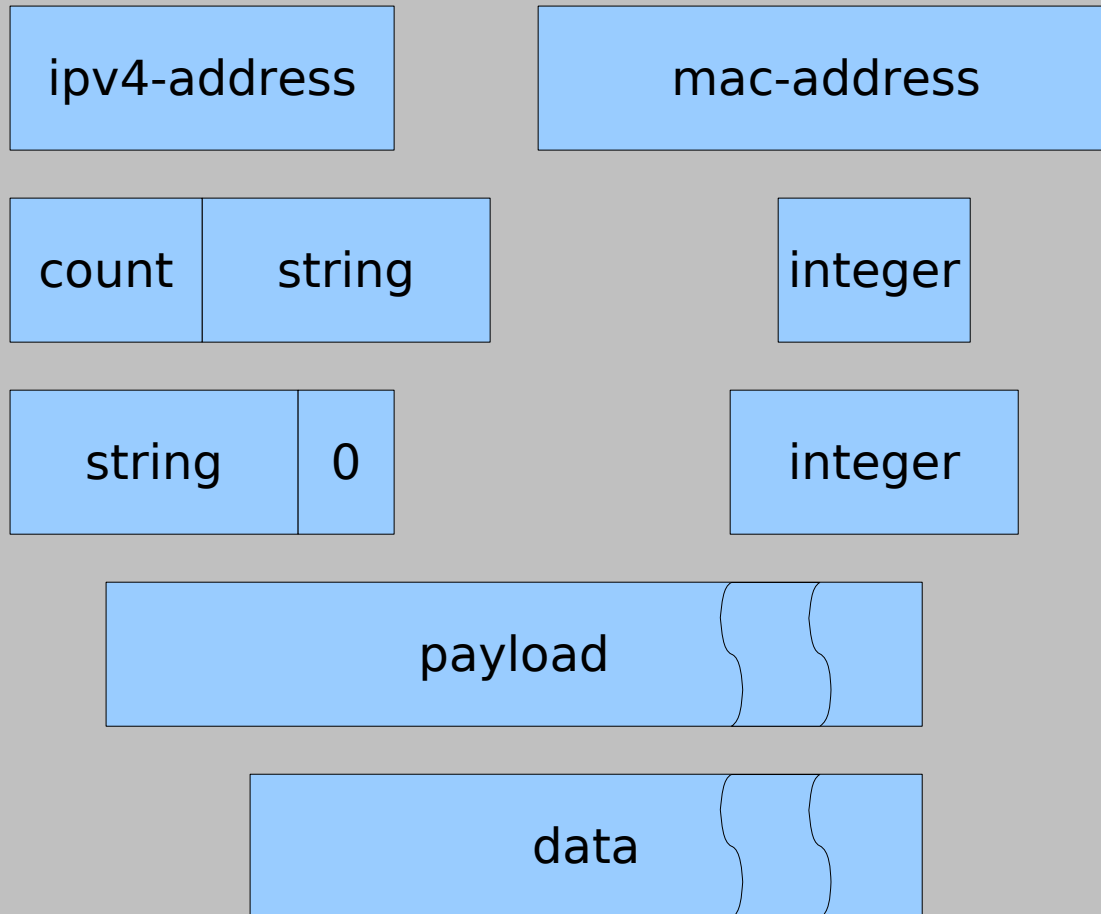 ipv4-address mac-address
count string integer
string 0 integer
payload
data